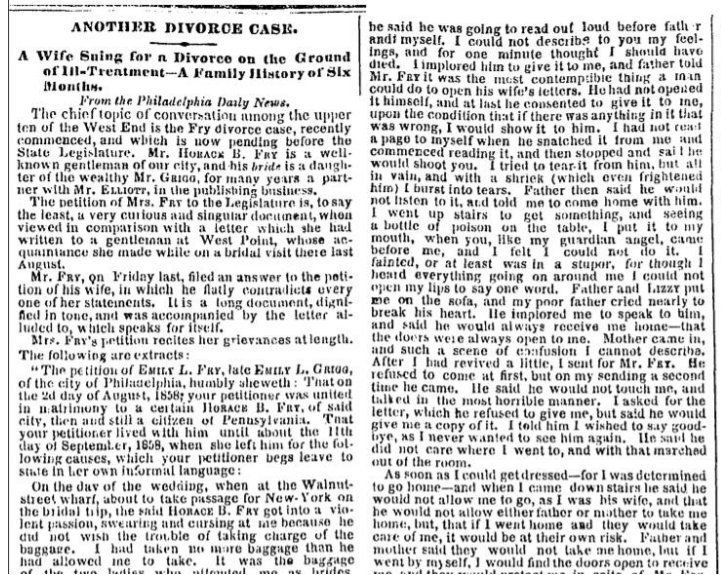 ANOTHER DIVORCE CASE.
A Wife Suing for a Divorce on the Ground
of Ill-Treatment—A Family History of Six
Months.
From the Philadelphia Daily News.
The chief topic of conversation among the upper
ten of the West End is the Fry divorce case, recently
commenced, and which is now pending before the
State Legislature. Mr. HORACE B. FRY is a well-
known gentleman of our city, and his bride is a daugh-
ter of the wealthy Mr. GRIGG, for many years a part-
ner with Mr. ELLIOTT, in the publishing business.
The petition of Mrs. FRY to the Legislature is, to say
the least, a very curious and singular document, when
viewed in comparison with a letter which she had
written to a gentleman at West Point, whose ac-
quaintance she made while on a bridal visit there last
August.
Mr. FRY, on Friday last, filed an answer to the peti-
tion of his wife, in which he flatly contradicts every
one of her statements. It is a long document, digni-
fied in tone, and was accompanied by the letter al-
luded to, which speaks for itself.
Mrs. FRY's petition recites her grievances at length.
The following are extracts:
"The petition of EMILY L. FRY, late EMILY L. GRIGG,
of the city of Philadelphia, humbly sheweth: That on
the 2d day of August, 1858; your petitioner was united
in matrimony to a certain HORACE B. FRY, of said
city, then and still a citizen of Pennsylvania. That
your petitioner lived with him until about the 11th
day of September, 1858, when she left him for the fol-
lowing causes, which your petitioner begs leave to
state in her own informal language:
On the day of the wedding, when at the Walnut-
street wharf, about to take passage for New-York on
the bridal trip, the said HORACE B. FRY got into a vio-
lent passion, swearing and cursing at me because he
did not wish the trouble of taking charge of the
baggage. I had taken no more baggage than he
had allowed me to take. It was the baggage
of the two ladies who attended me as brides
he said he was going to read out loud before father
and myself. I could not describe to you my feel-
ings, and for one minute thought I should have
died. I implored him to give it to me, and father told
Mr. FRY it was the most contemptible thing a man
could do to open his wife's letters. He had not opened
it himself, and at last he consented to give it to me,
upon the condition that if there was anything in it that
was wrong, I would show it to him. I had not read
a page to myself when he snatched it from me and
commenced reading it, and then stopped and said he
would shoot you. I tried to tear it from him, but all
in vain, and with a shriek (which even frightened
him) I burst into tears. Father then said he would
not listen to it, and told me to come home with him.
I went up stairs to get something, and seeing
a bottle of poison on the table, I put it to my
mouth, when you, like my guardian angel, came
before me, and I felt I could not do it. I
fainted, or at least was in a stupor, for though I
heard everything going on around me I could not
open my lips to say one word. Father and LIZZY put
me on the sofa, and my poor father cried nearly to
break his heart. He implored me to speak to him,
and said he would always receive me home—that
the doors were always open to me. Mother came in,
and such a scene of confusion I cannot describe.
After I had revived a little, I sent for Mr. FRY. He
refused to come at first, but on my sending a second
time he came. He said he would not touch me, and
talked in the most horrible manner. I asked for the
letter, which he refused to give me, but said he would
give me a copy of it. I told him I wished to say good-
bye, as I never wanted to see him again. He said he
did not care where I went to, and with that marched
out of the room.
As soon as I could get dressed—for I was determined
to go home—and when I came down stairs he said he
would not allow me to go, as I was his wife, and that
he would not allow either father or mother to take me
home, but, that if I went home and they would take
care of me, it would be at their own risk. Father and
mother said they would not take me home, but if I
went by myself, I would find the doors open to receive